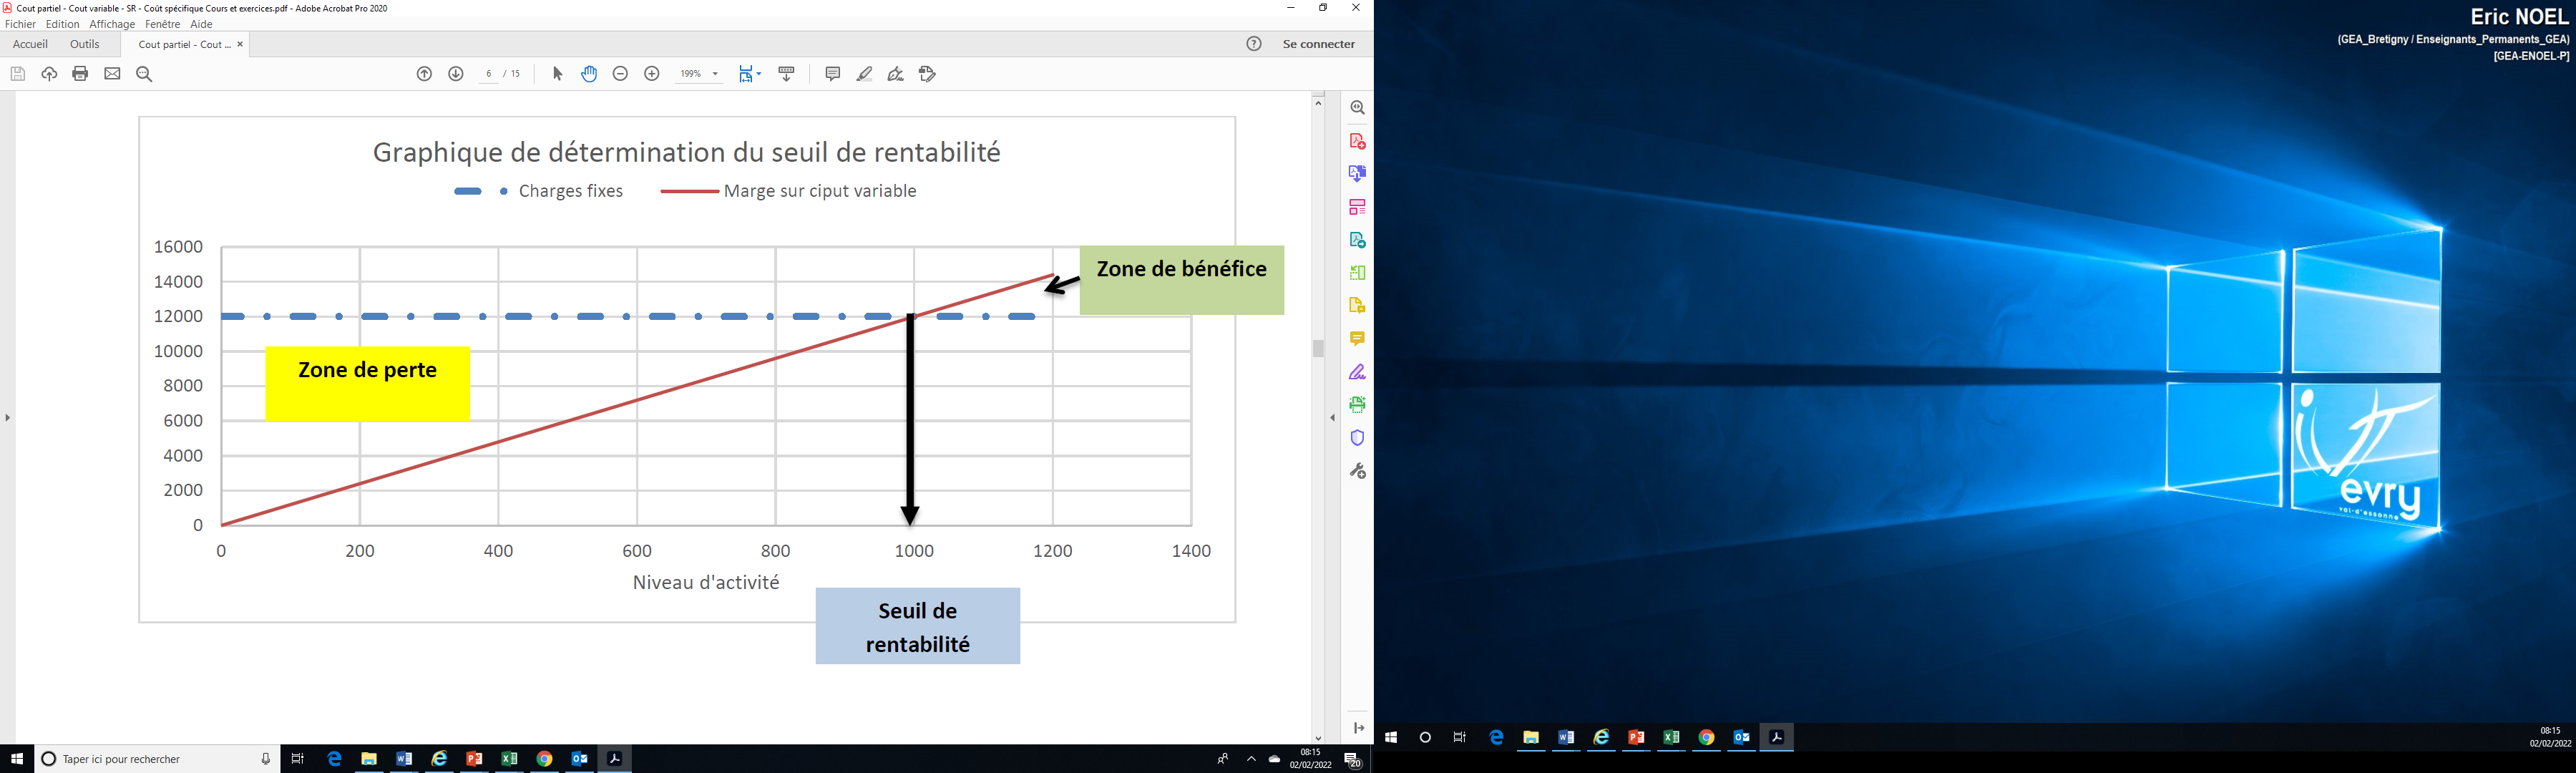 Cout partiel - Cout variable - SR - Coût spécifique Cours et exercices.pdf - Adobe Acrobat Pro 2020
Fichier Edition Affichage Fenêtre Aide
Accueil Outils Cout partiel - Cout ... × Se connecter
6 / 15 199%
Graphique de détermination du seuil de rentabilité
Charges fixes Marge sur ciput variable
16000
14000
12000
10000
8000
6000
4000
2000
0
Zone de bénéfice
Zone de perte
0 200 400 600 800 1000 1200 1400
Niveau d'activité
Seuil de
rentabilité
Taper ici pour rechercher
08:15
02/02/2022
20
Eric NOEL
(GEA_Bretigny / Enseignants_Permanents_GEA)
[GEA-ENOEL-P]
iut
evry
val-d'essonne
08:15
02/02/2022